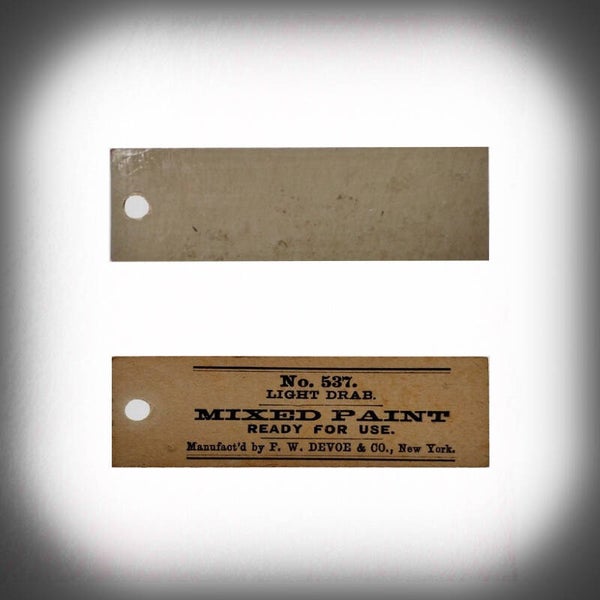 No. 537.
LIGHT DRAB.
MIXED PAINT
READY FOR USE.
Manufact'd by F. W. DEVOE & CO., New York.